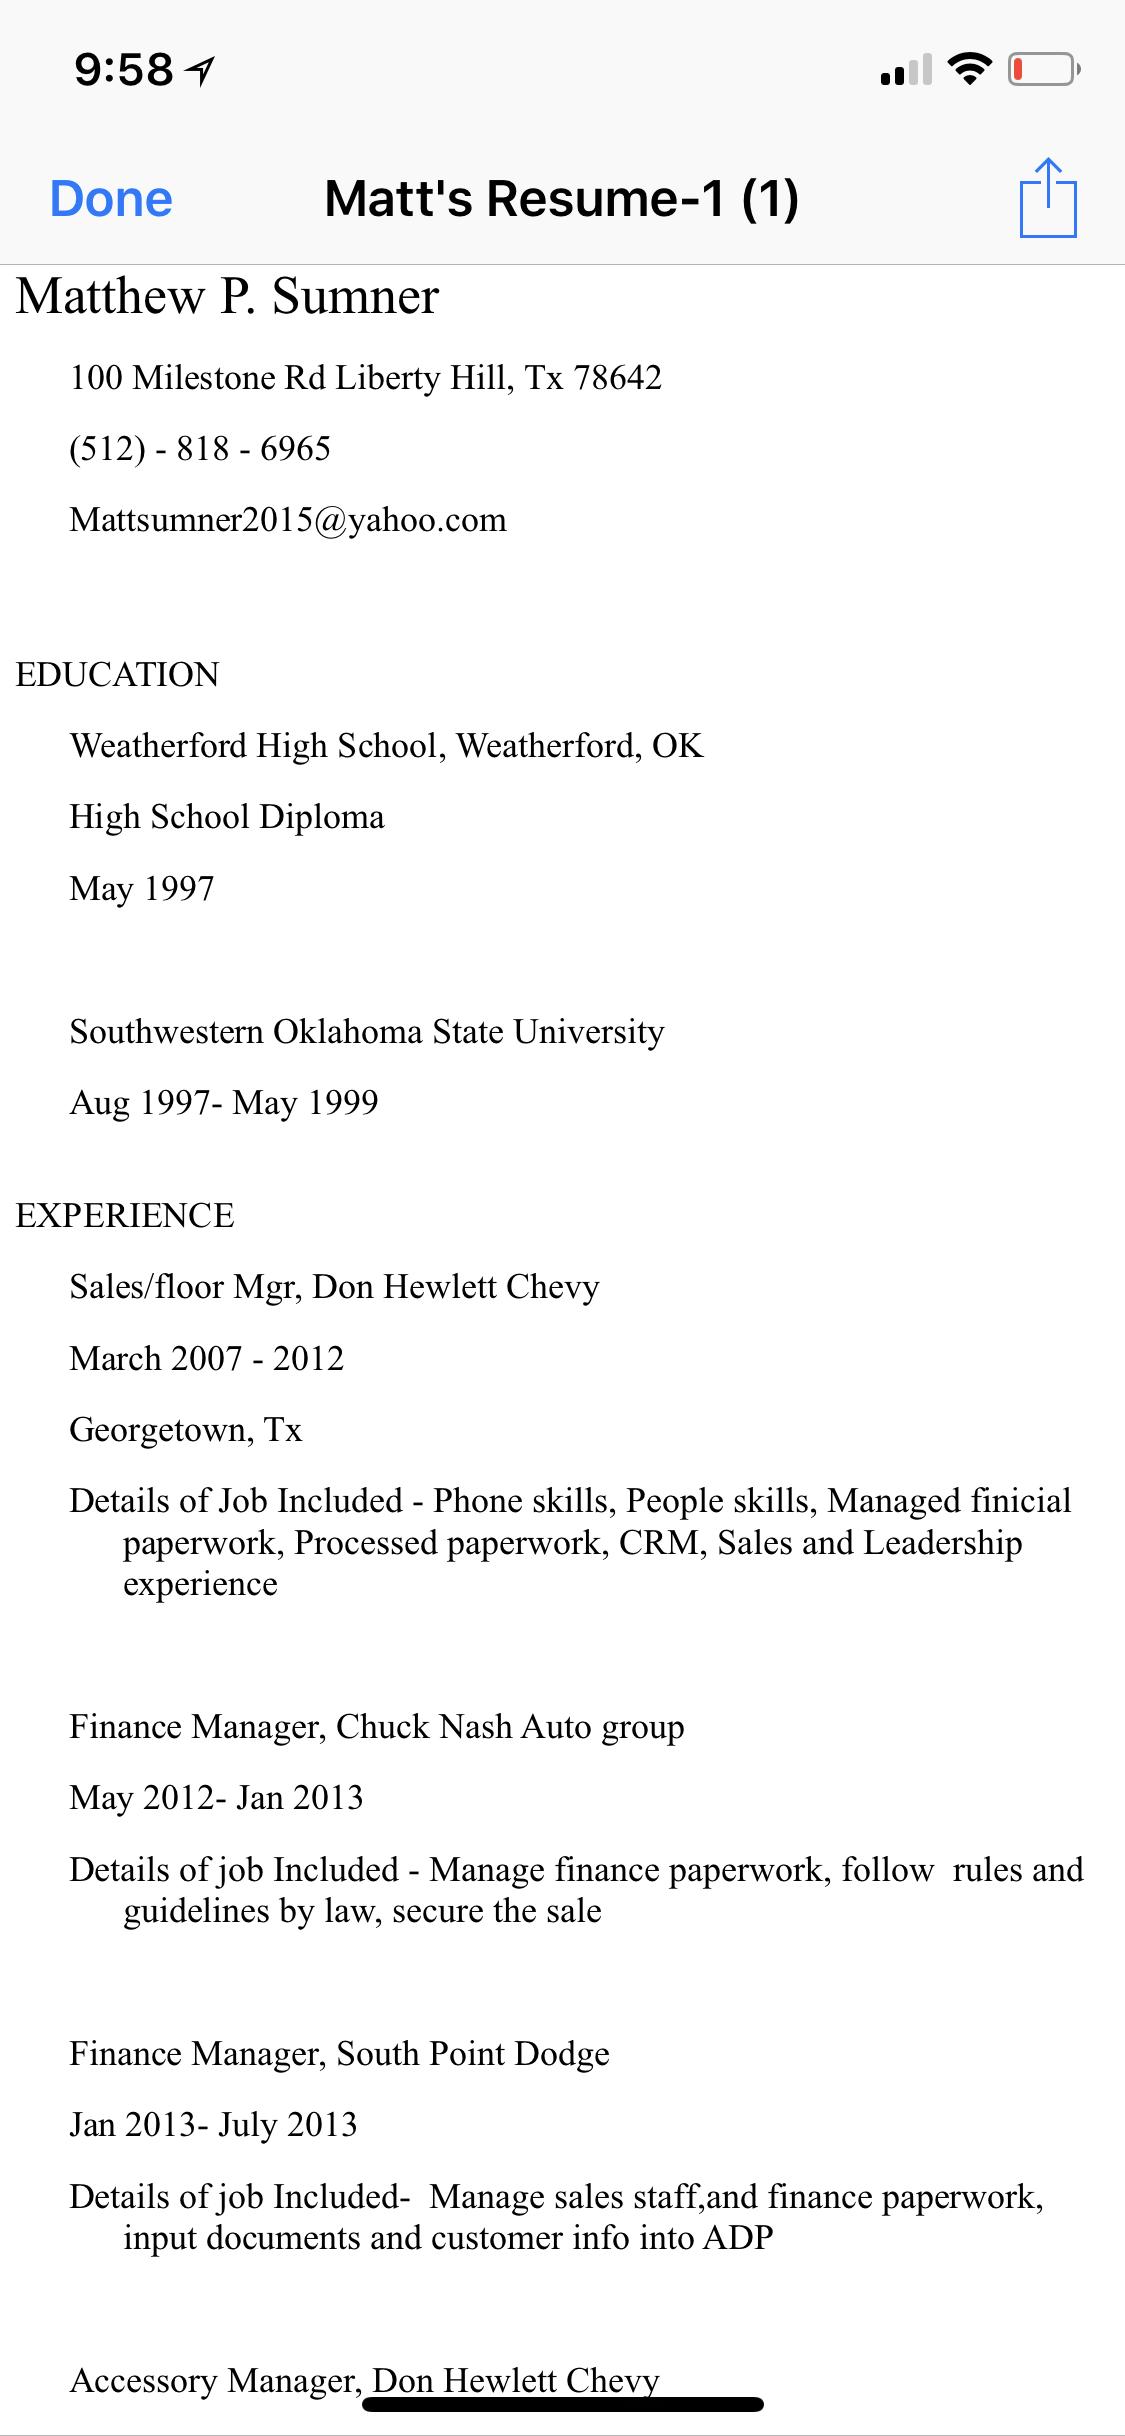 9:58
Done
Matt's Resume-1 (1)
Matthew P. Sumner
100 Milestone Rd Liberty Hill, Tx 78642
(512) - 818 - 6965
Mattsumner2015@yahoo.com
EDUCATION
Weatherford High School, Weatherford, OK
High School Diploma
May 1997
Southwestern Oklahoma State University
Aug 1997- May 1999
EXPERIENCE
Sales/floor Mgr, Don Hewlett Chevy
March 2007 - 2012
Georgetown, Tx
Details of Job Included - Phone skills, People skills, Managed finicial
paperwork, Processed paperwork, CRM, Sales and Leadership
experience
Finance Manager, Chuck Nash Auto group
May 2012- Jan 2013
Details of job Included - Manage finance paperwork, follow  rules and
guidelines by law, secure the sale
Finance Manager, South Point Dodge
Jan 2013- July 2013
Details of job Included-  Manage sales staff,and finance paperwork,
input documents and customer info into ADP
Accessory Manager, Don Hewlett Chevy